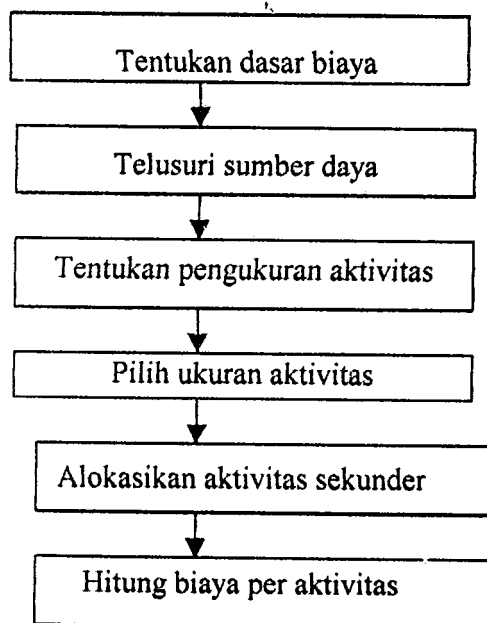 Tentukan dasar biaya
Telusuri sumber daya
Tentukan pengukuran aktivitas
Pilih ukuran aktivitas
Alokasikan aktivitas sekunder
Hitung biaya per aktivitas